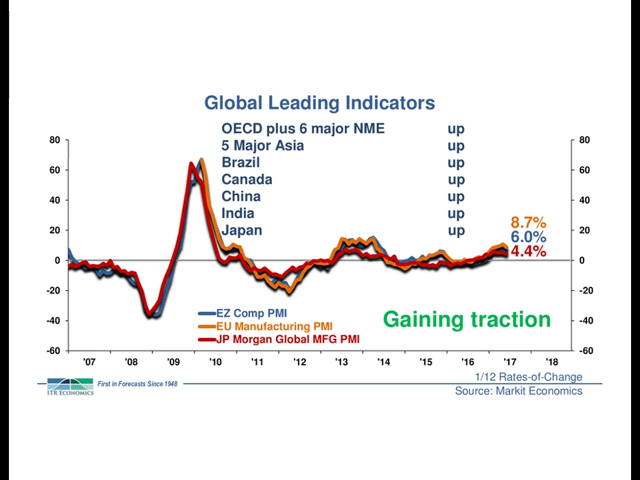 Global Leading Indicators
OECD plus 6 major NME up
5 Major Asia up
Brazil up
Canada up
China up
India up
Japan up
80 80
60 60
40 40
20 20
0 0
-20 -20
-40 -40
-60 -60
8.7%
6.0%
4.4%
EZ Comp PMI
EU Manufacturing PMI
JP Morgan Global MFG PMI
Gaining traction
'07 '08 '09 '10 '11 '12 '13 '14 '15 '16 '17 '18
ITR ECONOMICS
First in Forecasts Since 1948
1/12 Rates-of-Change
Source: Markit Economics